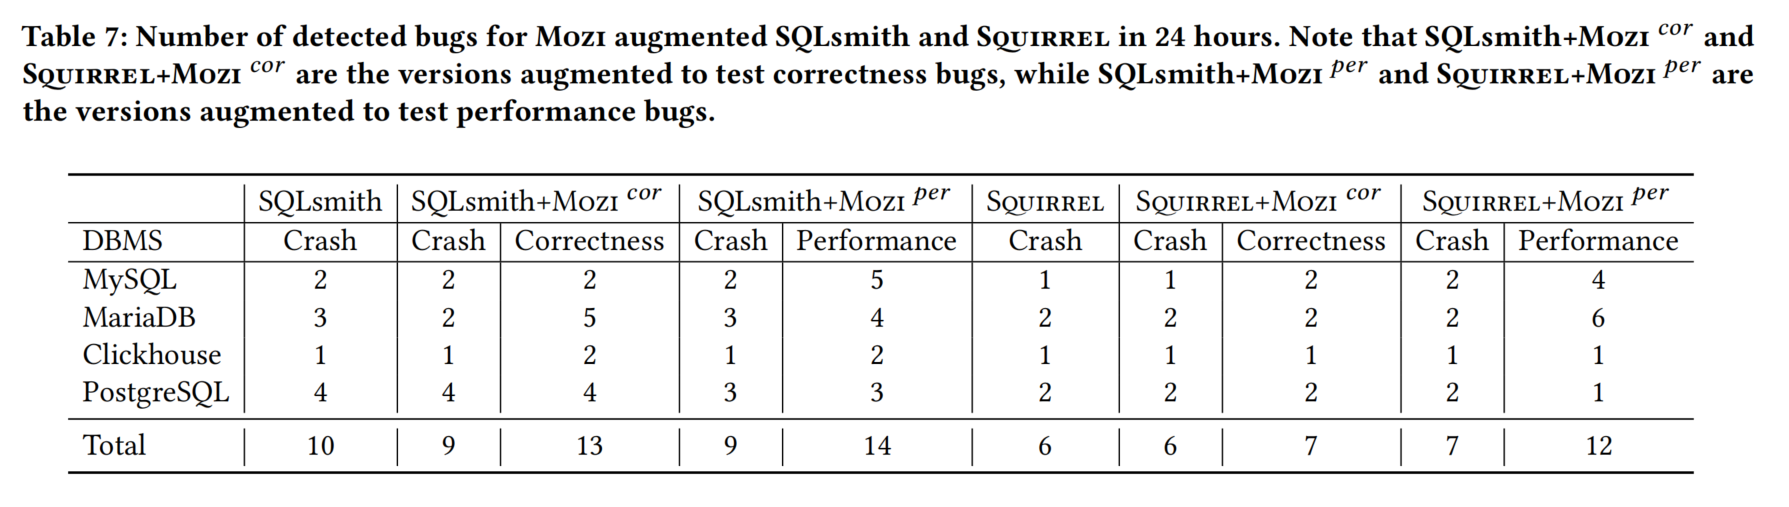 Table 7: Number of detected bugs for Mozi augmented SQLsmith and Squirrel in 24 hours. Note that SQLsmith+Mozi cor and
Squirrel+Mozi cor are the versions augmented to test correctness bugs, while SQLsmith+Mozi per and Squirrel+Mozi per are
the versions augmented to test performance bugs.
SQLsmith SQLsmith+Mozi cor SQLsmith+Mozi per Squirrel Squirrel+Mozi cor Squirrel+Mozi per
DBMS Crash Crash Correctness Crash Performance Crash Crash Correctness Crash Performance
MySQL 2 2 2 2 5 1 1 2 2 4
MariaDB 3 2 5 3 4 2 2 2 2 6
Clickhouse 1 1 2 1 2 1 1 1 1 1
PostgreSQL 4 4 4 3 3 2 2 2 2 1
Total 10 9 13 9 14 6 6 7 7 12